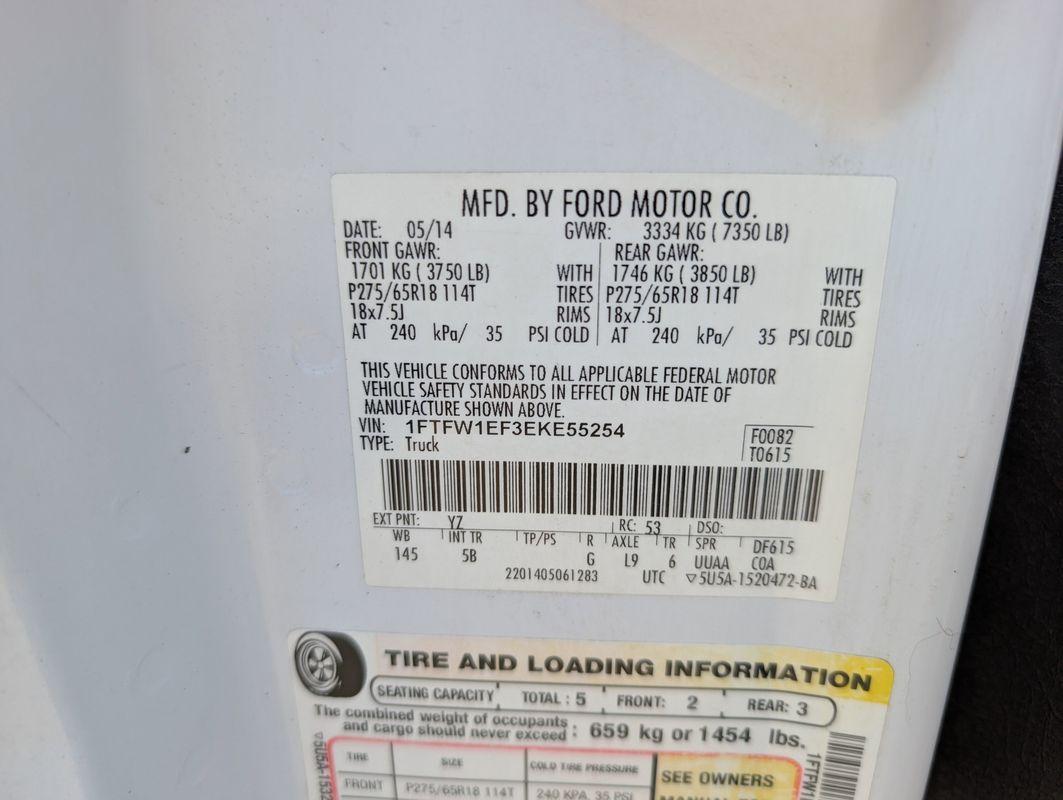 MFD. BY FORD MOTOR CO.
DATE: 05/14 GVWR: 3334 KG ( 7350 LB)
FRONT GAWR: REAR GAWR:
1701 KG ( 3750 LB) WITH 1746 KG ( 3850 LB) WITH
P275/65R18 114T TIRES P275/65R18 114T TIRES
18x7.5J RIMS 18x7.5J RIMS
AT 240 kPa/ 35 PSI COLD AT 240 kPa/ 35 PSI COLD
THIS VEHICLE CONFORMS TO ALL APPLICABLE FEDERAL MOTOR
VEHICLE SAFETY STANDARDS IN EFFECT ON THE DATE OF
MANUFACTURE SHOWN ABOVE.
VIN: 1FTFW1EF3EKE55254 F0082
TYPE: Truck T0615
EXT PNT: YZ RC: 53 DSO:
WB INT TR TP/PS R AXLE TR SPR DF615
145 5B G L9 6 UUAA COA
2201405061283 UTC ▽5U5A-1520472-BA
TIRE AND LOADING INFORMATION
SEATING CAPACITY TOTAL : 5 FRONT: 2 REAR: 3
The combined weight of occupants
and cargo should never exceed : 659 kg or 1454 lbs.
TIRE SIZE COLD TIRE PRESSURE SEE OWNERS
FRONT P275/65R18 114T 240 KPA, 35 PSI
▽5U5A-1532
1FTFW1